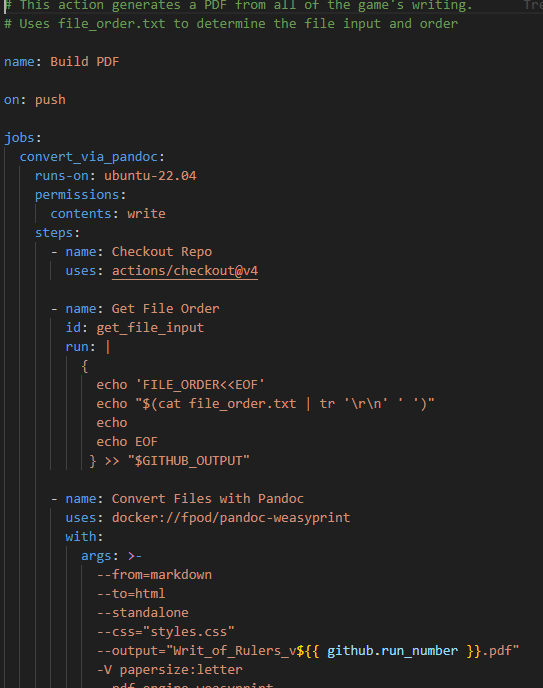 # This action generates a PDF from all of the game's writing.
# Uses file_order.txt to determine the file input and order
name: Build PDF
on: push
jobs:
convert_via_pandoc:
runs-on: ubuntu-22.04
permissions:
contents: write
steps:
- name: Checkout Repo
uses: actions/checkout@v4
- name: Get File Order
id: get_file_input
run: |
{
echo 'FILE_ORDER<<EOF'
echo "$(cat file_order.txt | tr '\r\n' ' ')"
echo
echo EOF
} >> "$GITHUB_OUTPUT"
- name: Convert Files with Pandoc
uses: docker://fpod/pandoc-weasyprint
with:
args: >-
--from=markdown
--to=html
--standalone
--css="styles.css"
--output="Writ_of_Rulers_v${{ github.run_number }}.pdf"
-V papersize:letter
--pdf-engine=weasyprint